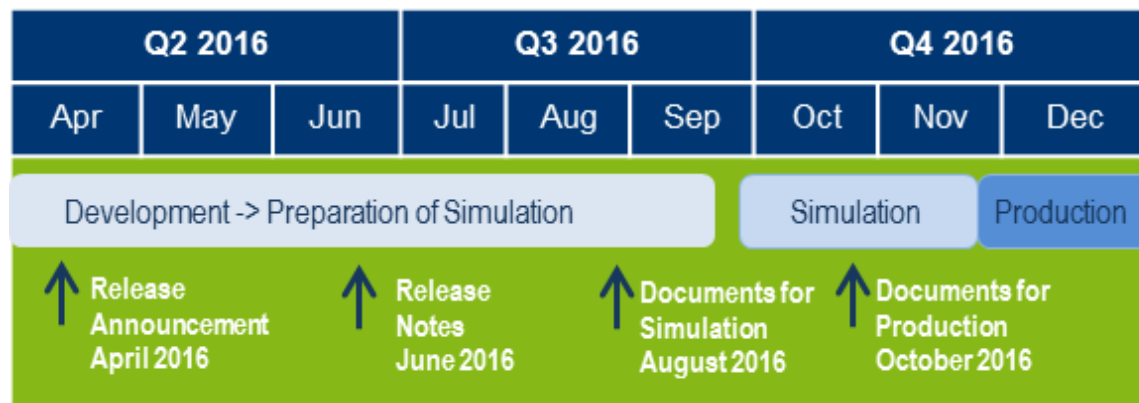 Q2 2016 Q3 2016 Q4 2016
Apr May Jun Jul Aug Sep Oct Nov Dec
Development -> Preparation of Simulation Simulation Production
Release
Announcement
April 2016
Release
Notes
June 2016
Documents for
Simulation
August 2016
Documents for
Production
October 2016